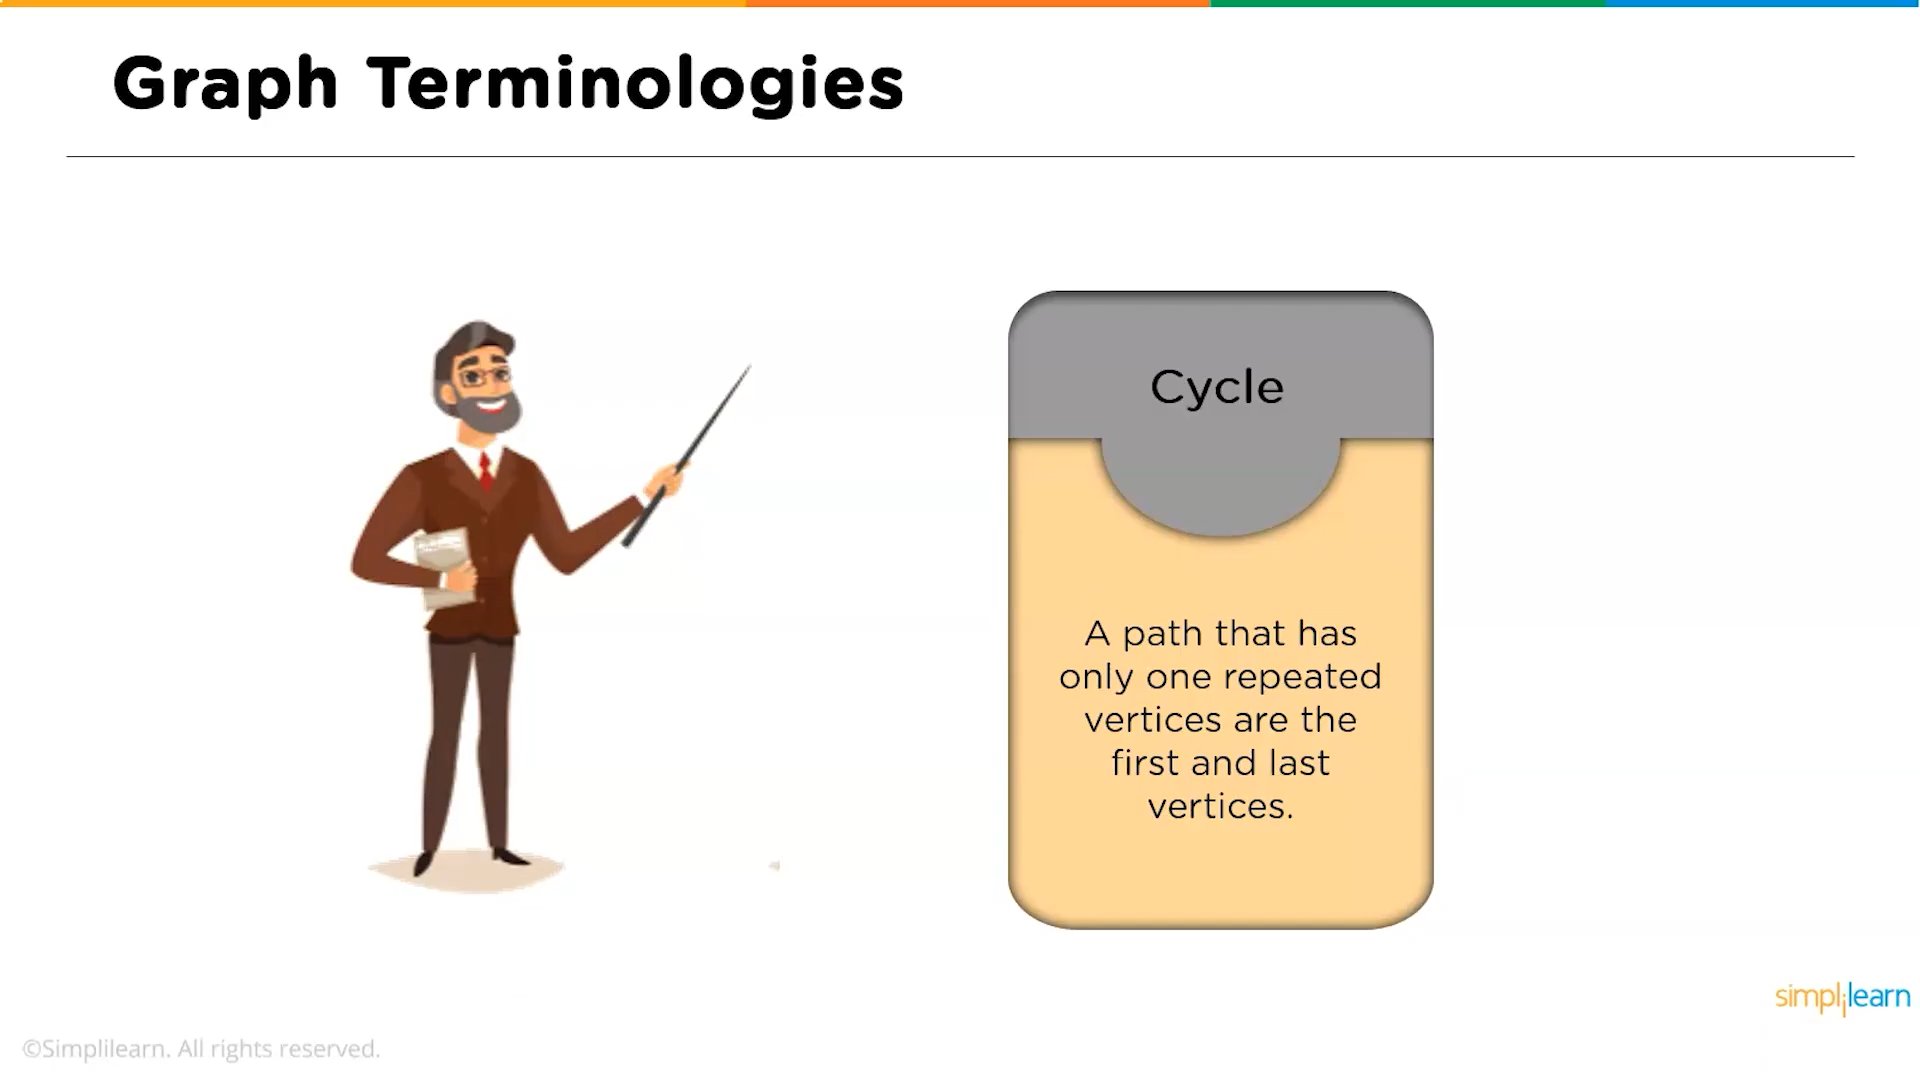 Graph Terminologies
Cycle
A path that has
only one repeated
vertices are the
first and last
vertices.
simplilearn
©Simplilearn. All rights reserved.